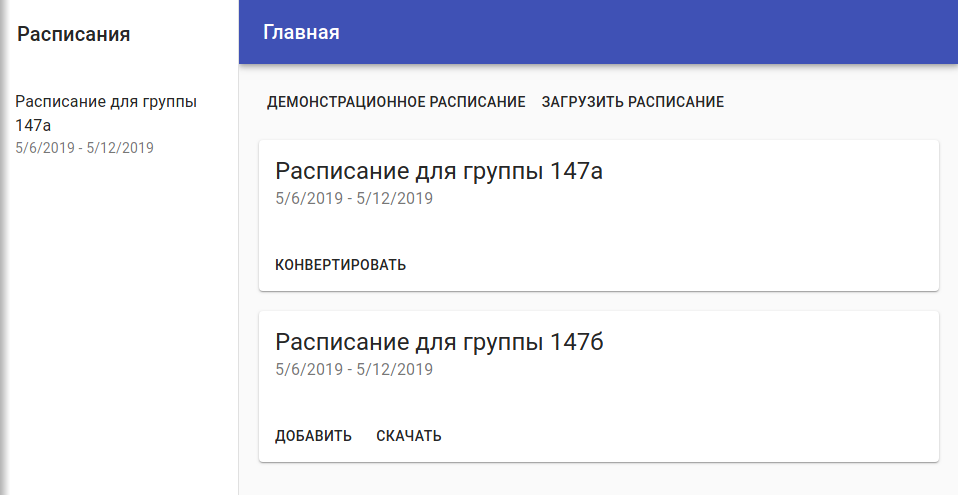 Расписания
Расписание для группы
147а
5/6/2019 - 5/12/2019
Главная
ДЕМОНСТРАЦИОННОЕ РАСПИСАНИЕ ЗАГРУЗИТЬ РАСПИСАНИЕ
Расписание для группы 147а
5/6/2019 - 5/12/2019
КОНВЕРТИРОВАТЬ
Расписание для группы 147б
5/6/2019 - 5/12/2019
ДОБАВИТЬ СКАЧАТЬ